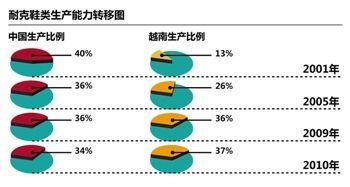 耐克鞋类生产能力转移图
中国生产比例 越南生产比例
40% 13%
2001年
36% 26%
2005年
36% 36%
2009年
34% 37%
2010年